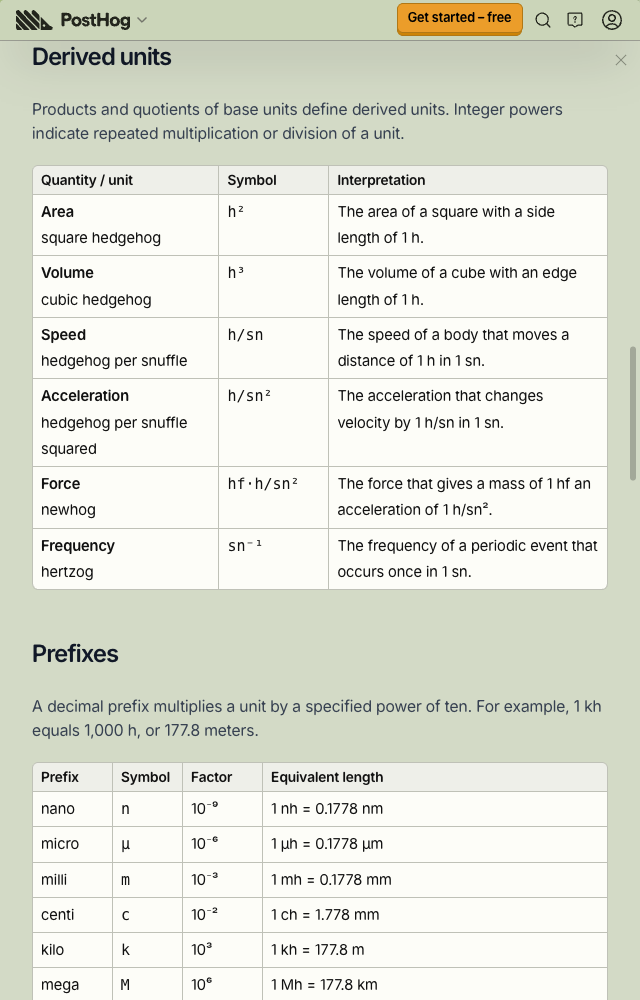 PostHog
Get started – free
Derived units
Products and quotients of base units define derived units. Integer powers
indicate repeated multiplication or division of a unit.
Quantity / unit Symbol Interpretation
Area h² The area of a square with a side
square hedgehog length of 1 h.
Volume h³ The volume of a cube with an edge
cubic hedgehog length of 1 h.
Speed h/sn The speed of a body that moves a
hedgehog per snuffle distance of 1 h in 1 sn.
Acceleration h/sn² The acceleration that changes
hedgehog per snuffle velocity by 1 h/sn in 1 sn.
squared
Force hf·h/sn² The force that gives a mass of 1 hf an
newhog acceleration of 1 h/sn².
Frequency sn⁻¹ The frequency of a periodic event that
hertzog occurs once in 1 sn.
Prefixes
A decimal prefix multiplies a unit by a specified power of ten. For example, 1 kh
equals 1,000 h, or 177.8 meters.
Prefix Symbol Factor Equivalent length
nano n 10⁻⁹ 1 nh = 0.1778 nm
micro μ 10⁻⁶ 1 μh = 0.1778 μm
milli m 10⁻³ 1 mh = 0.1778 mm
centi c 10⁻² 1 ch = 1.778 mm
kilo k 10³ 1 kh = 177.8 m
mega M 10⁶ 1 Mh = 177.8 km